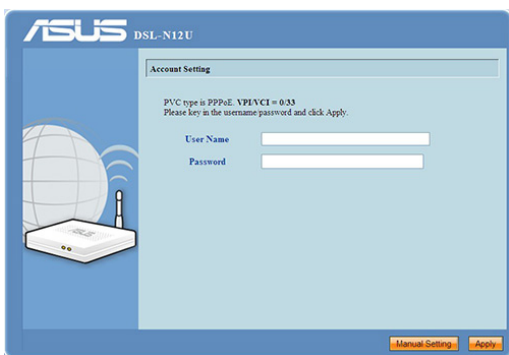 ASUS DSL-N12U
Account Setting
PVC type is PPPoE. VPI/VCI = 0/33
Please key in the username/password and click Apply.
User Name
Password
Manual Setting
Apply